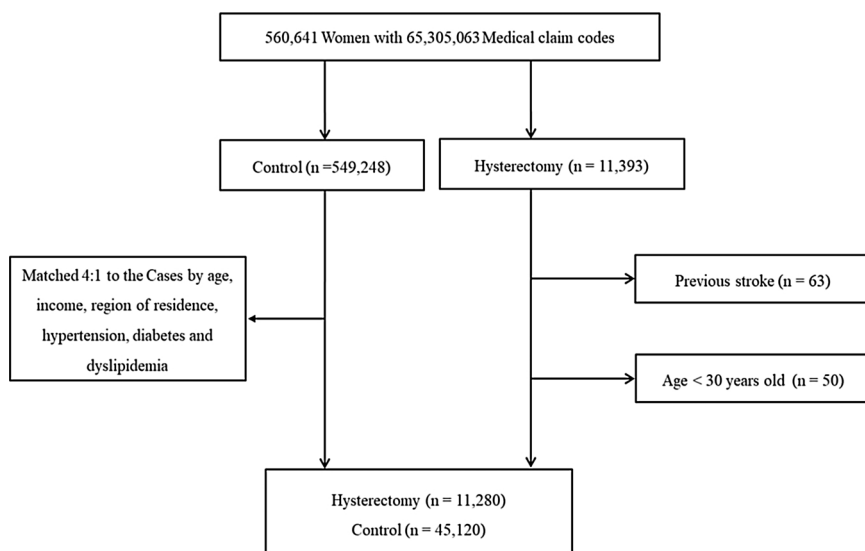 560,641 Women with 65,305,063 Medical claim codes
Control (n =549,248)
Hysterectomy (n = 11,393)
Matched 4:1 to the Cases by age,
income, region of residence,
hypertension, diabetes and
dyslipidemia
Previous stroke (n = 63)
Age < 30 years old (n = 50)
Hysterectomy (n = 11,280)
Control (n = 45,120)